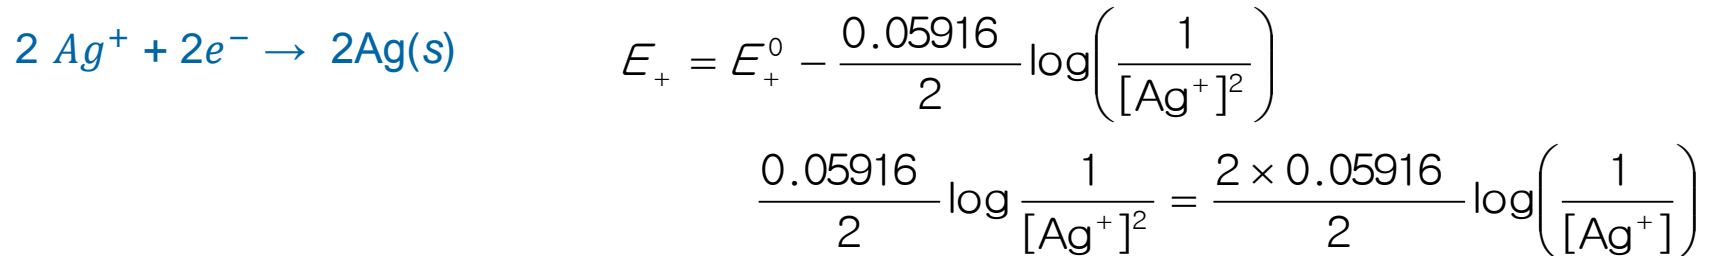 2 Ag⁺ + 2e⁻ → 2Ag(s) E₊ = E₊⁰ − 0.05916/2 log(1/[Ag⁺]²)
0.05916/2 log 1/[Ag⁺]² = 2 × 0.05916/2 log(1/[Ag⁺])